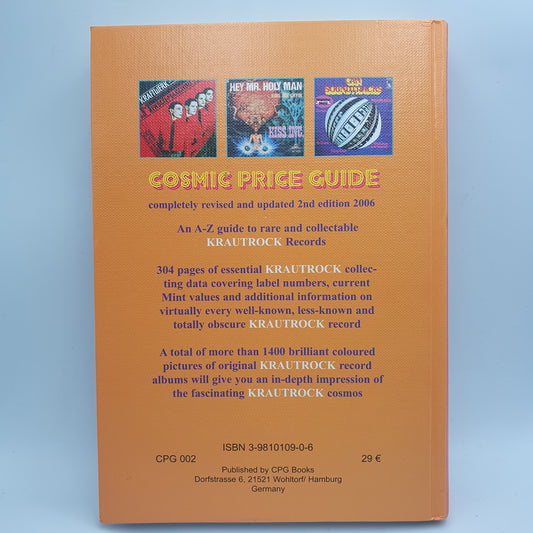 KRAFTWERK
HEY MR. HOLY MAN
KISS INC.
CAN
SOUNDTRACKS
COSMIC PRICE GUIDE
completely revised and updated 2nd edition 2006
An A-Z guide to rare and collectable
KRAUTROCK Records
304 pages of essential KRAUTROCK collec-
ting data covering label numbers, current
Mint values and additional information on
virtually every well-known, less-known and
totally obscure KRAUTROCK record
A total of more than 1400 brilliant coloured
pictures of original KRAUTROCK record
albums will give you an in-depth impression of
the fascinating KRAUTROCK cosmos
ISBN 3-9810109-0-6
CPG 002 29 €
Published by CPG Books
Dorfstrasse 6, 21521 Wohltorf/ Hamburg
Germany